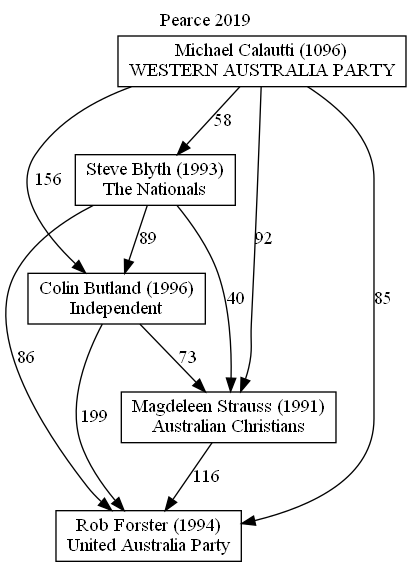 Pearce 2019
Michael Calautti (1096)
WESTERN AUSTRALIA PARTY
58
Steve Blyth (1993)
The Nationals
156
89
92
Colin Butland (1996)
Independent
40
85
86
73
199
Magdeleen Strauss (1991)
Australian Christians
116
Rob Forster (1994)
United Australia Party